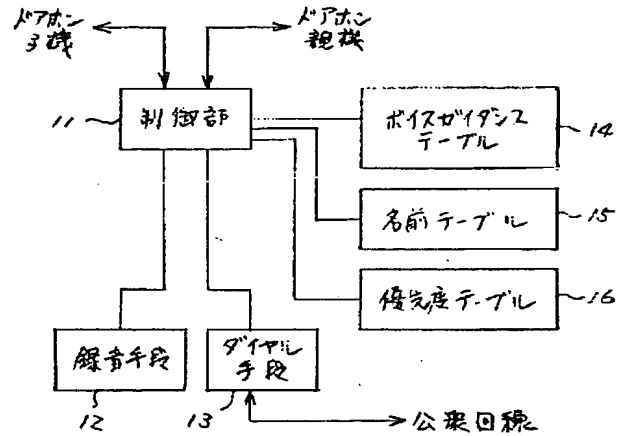 ドアホン
子機
ドアホン
親機
11
制御部
ボイスガイダンス
テーブル
14
名前テーブル
15
優先度テーブル
16
録音手段
12
ダイヤル
手段
13
公衆回線